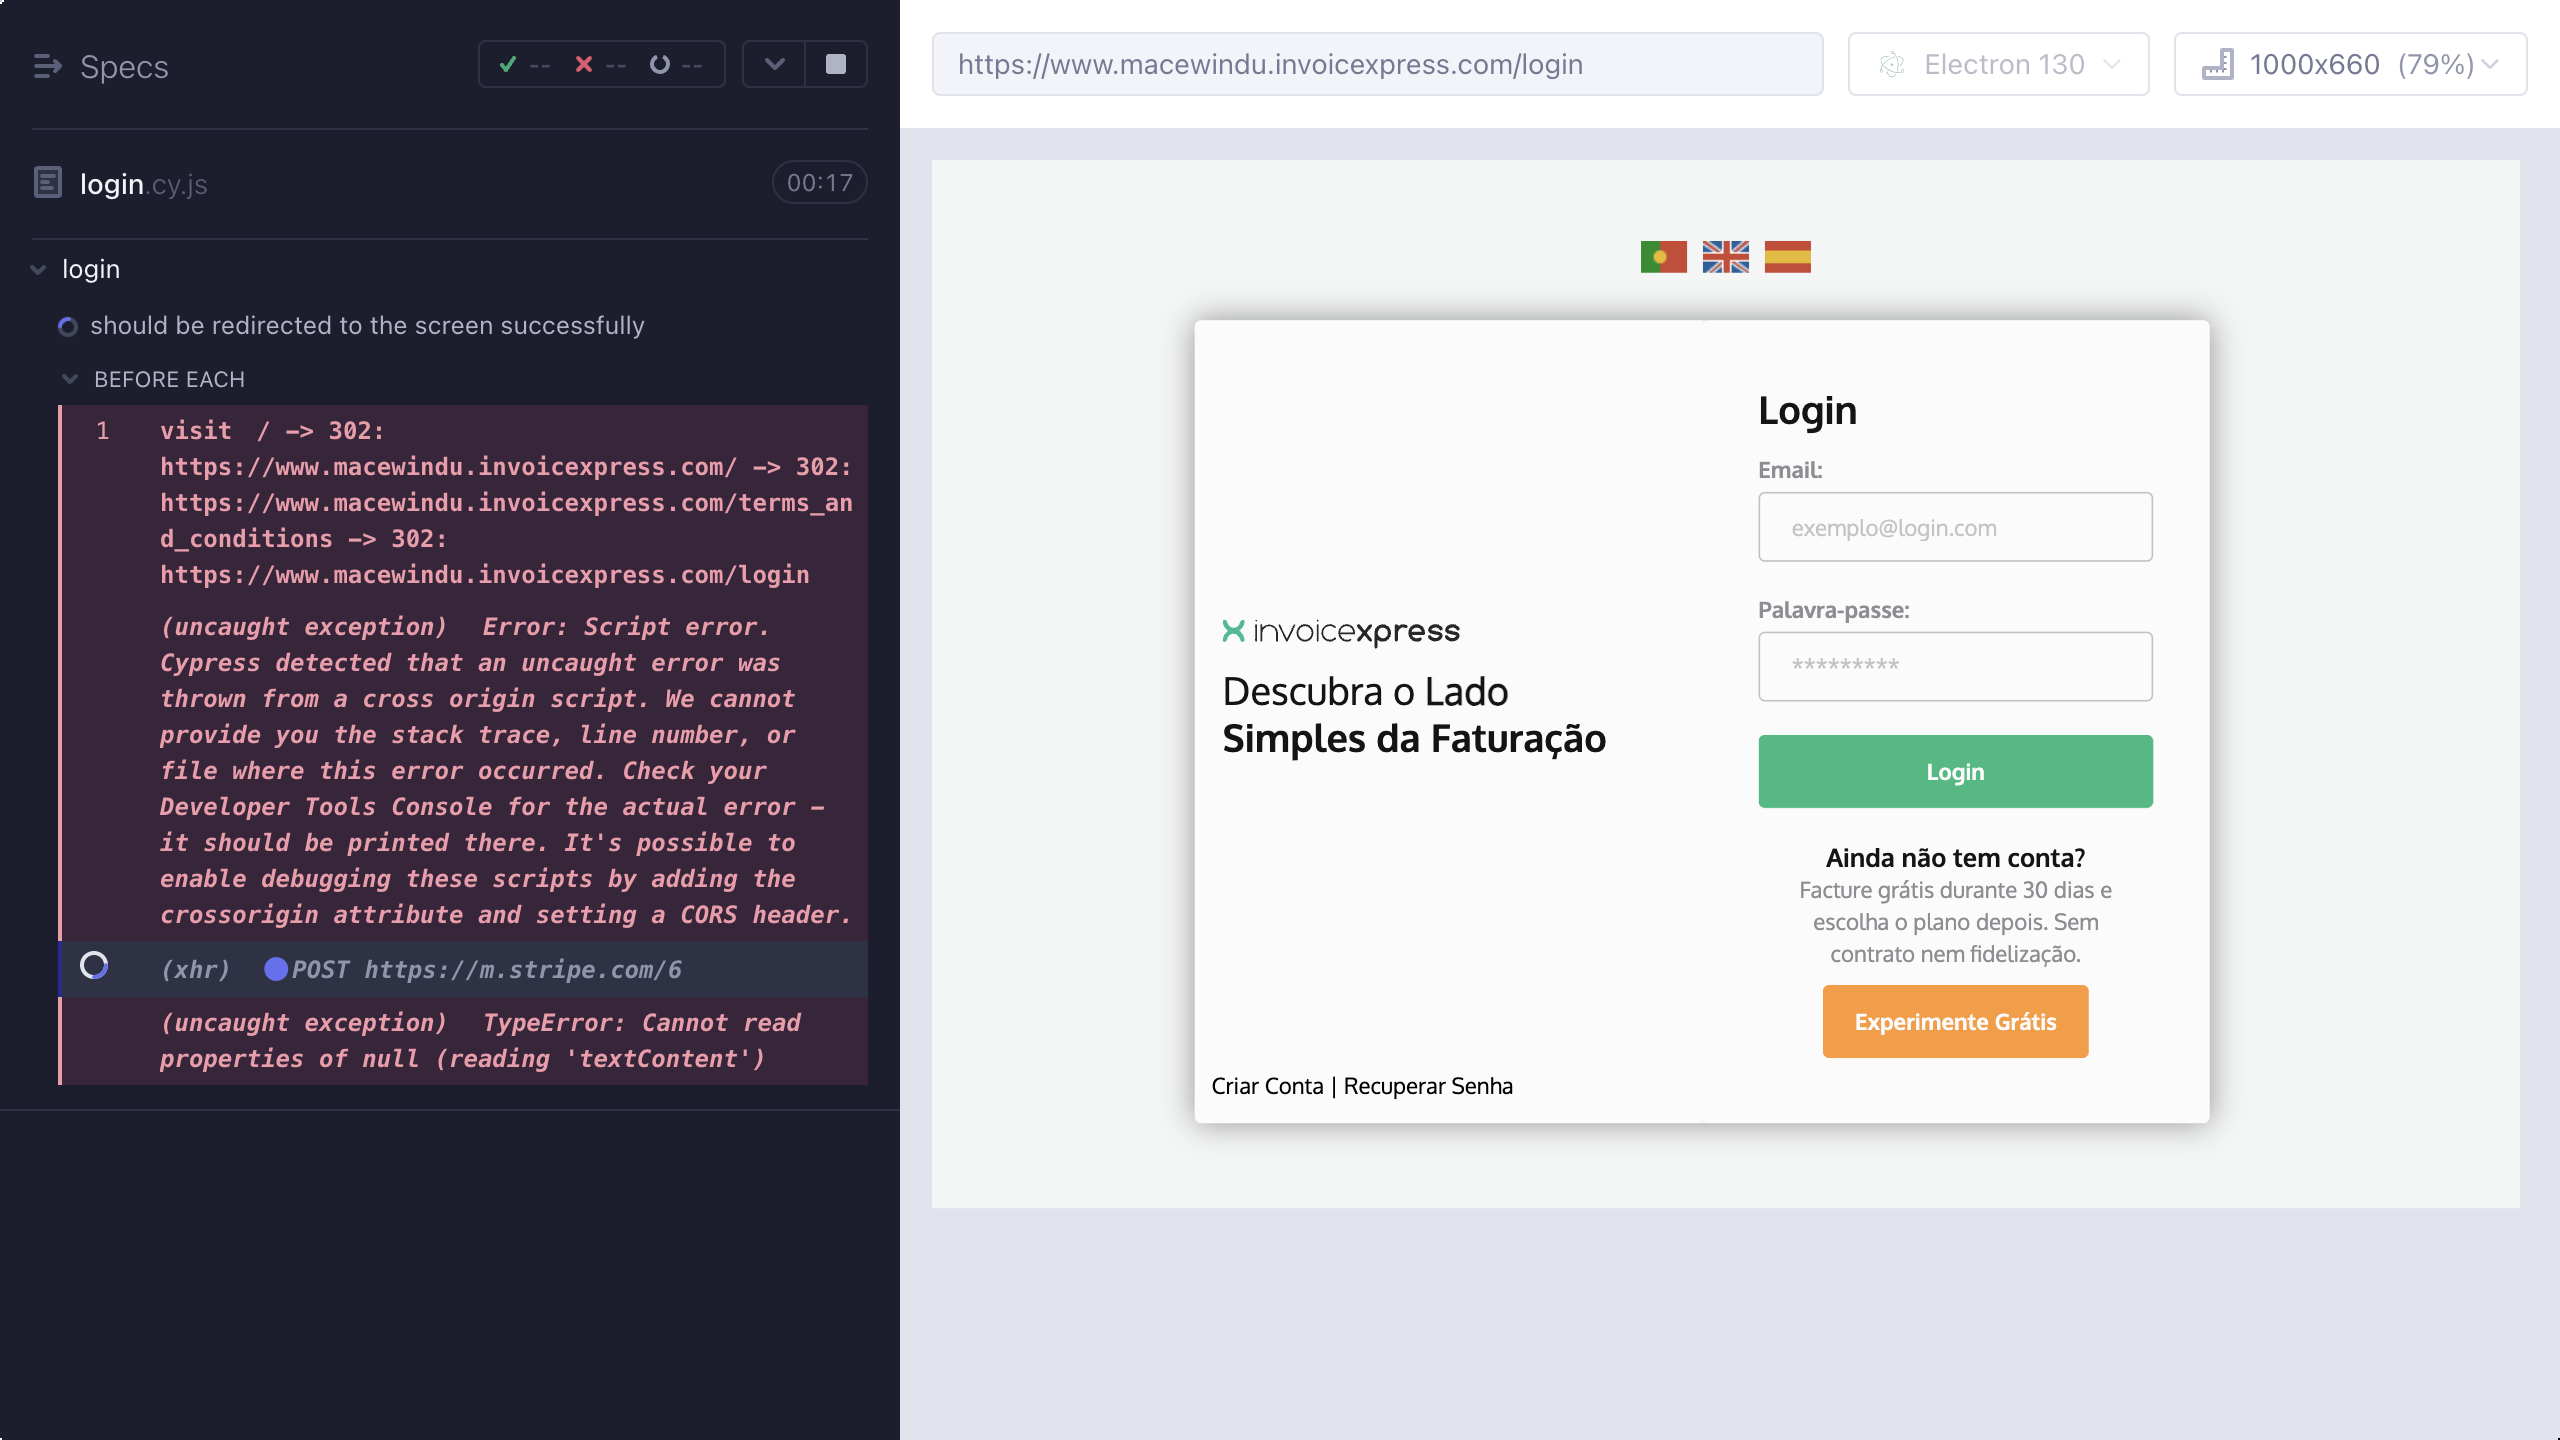 Specs
-- -- --
login.cy.js
00:17
login
should be redirected to the screen successfully
BEFORE EACH
1 visit / -> 302:
https://www.macewindu.invoicexpress.com/ -> 302:
https://www.macewindu.invoicexpress.com/terms_an
d_conditions -> 302:
https://www.macewindu.invoicexpress.com/login
(uncaught exception) Error: Script error.
Cypress detected that an uncaught error was
thrown from a cross origin script. We cannot
provide you the stack trace, line number, or
file where this error occurred. Check your
Developer Tools Console for the actual error -
it should be printed there. It's possible to
enable debugging these scripts by adding the
crossorigin attribute and setting a CORS header.
(xhr) POST https://m.stripe.com/6
(uncaught exception) TypeError: Cannot read
properties of null (reading 'textContent')
https://www.macewindu.invoicexpress.com/login
Electron 130
1000x660 (79%)
invoicexpress
Descubra o Lado
Simples da Faturação
Criar Conta | Recuperar Senha
Login
Email:
exemplo@login.com
Palavra-passe:
*********
Login
Ainda não tem conta?
Facture grátis durante 30 dias e
escolha o plano depois. Sem
contrato nem fidelização.
Experimente Grátis